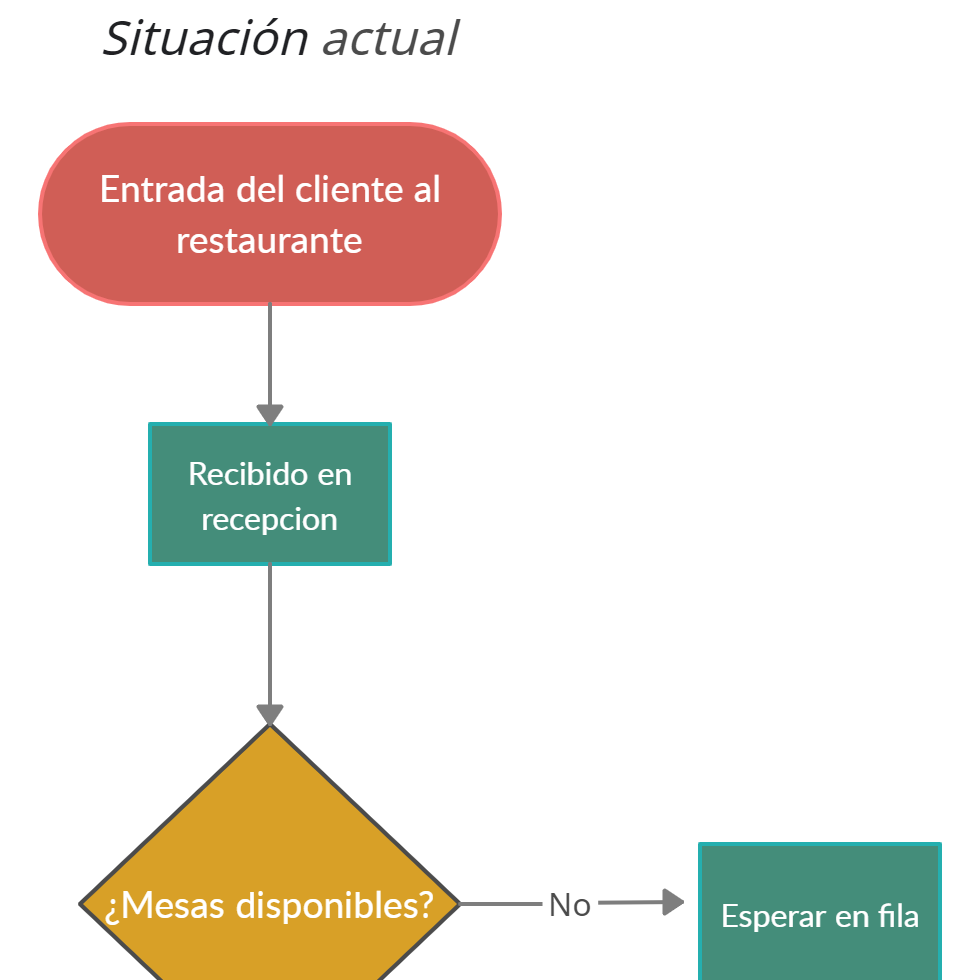 Situación actual
Entrada del cliente al
restaurante
Recibido en
recepcion
¿Mesas disponibles?
No
Esperar en fila